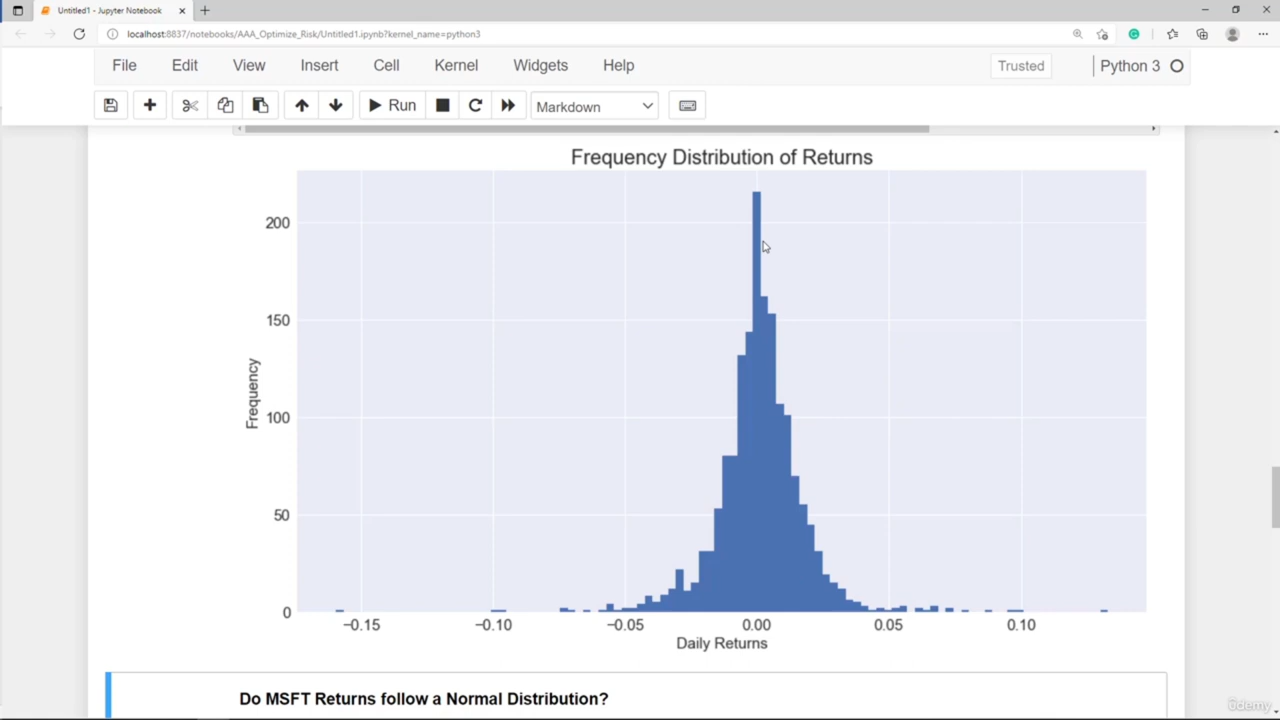 Untitled1 - Jupyter Notebook
localhost:8837/notebooks/AAA_Optimize_Risk/Untitled1.ipynb?kernel_name=python3
File Edit View Insert Cell Kernel Widgets Help Trusted Python 3
Run Markdown
Frequency Distribution of Returns
200
150
100
50
0
Frequency
−0.15 −0.10 −0.05 0.00 0.05 0.10
Daily Returns
Do MSFT Returns follow a Normal Distribution?
ûdemy